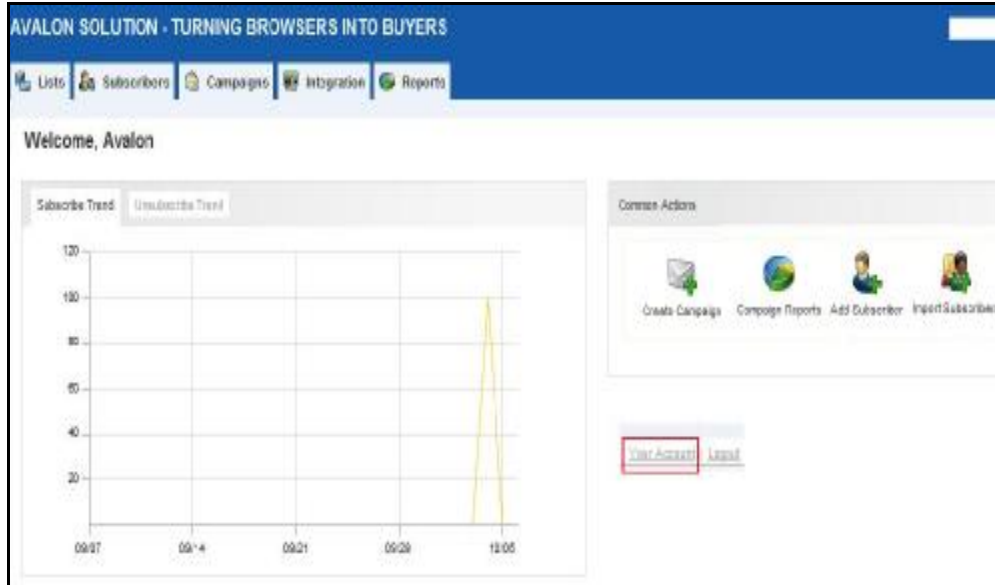 AVALON SOLUTION - TURNING BROWSERS INTO BUYERS
Lists Subscribers Campaigns Integration Reports
Welcome, Avalon
Subscribe Trend Unsubscribe Trend
120
100
80
60
40
20
09/07 09/14 09/21 09/28 10/05
Common Actions
Create Campaign Campaign Reports Add Subscriber Import Subscriber
Your Account Logout